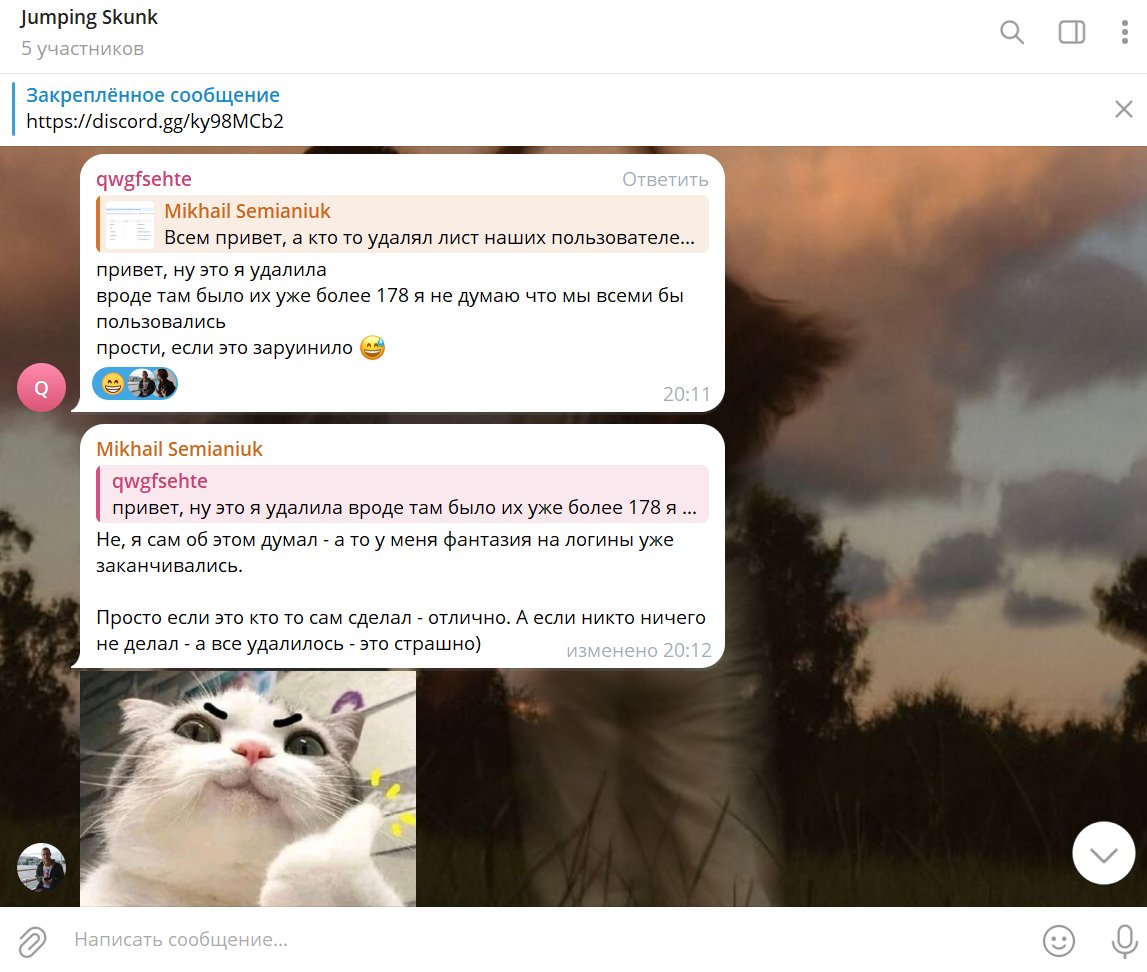 Jumping Skunk
5 участников
Закреплённое сообщение
https://discord.gg/ky98MCb2
qwgfsehte
Ответить
Mikhail Semianiuk
Всем привет, а кто то удалял лист наших пользователе...
привет, ну это я удалила
вроде там было их уже более 178 я не думаю что мы всеми бы
пользовались
прости, если это заруинило 😅
Q
20:11
Mikhail Semianiuk
qwgfsehte
привет, ну это я удалила вроде там было их уже более 178 я ...
Не, я сам об этом думал - а то у меня фантазия на логины уже
заканчивались.
Просто если это кто то сам сделал - отлично. А если никто ничего
не делал - а все удалилось - это страшно)
изменено 20:12
Написать сообщение...